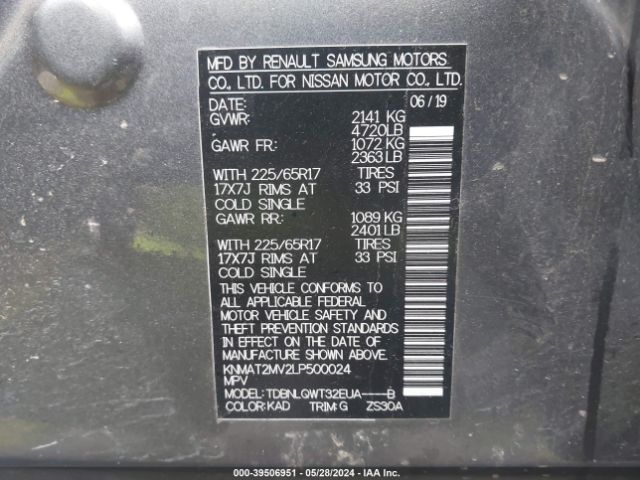 MFD BY RENAULT SAMSUNG MOTORS
CO., LTD. FOR NISSAN MOTOR CO., LTD.
DATE: 06/19
GVWR: 2141 KG
4720LB
GAWR FR: 1072 KG
2363 LB
WITH 225/65R17 TIRES
17X7J RIMS AT 33 PSI
COLD SINGLE
GAWR RR: 1089 KG
2401 LB
WITH 225/65R17 TIRES
17X7J RIMS AT 33 PSI
COLD SINGLE
THIS VEHICLE CONFORMS TO
ALL APPLICABLE FEDERAL
MOTOR VEHICLE SAFETY AND
THEFT PREVENTION STANDARDS
IN EFFECT ON THE DATE OF
MANUFACTURE SHOWN ABOVE.
KNMAT2MV2LP500024
MPV
MODEL: TDBNLQWT32EUA----B
COLOR: KAD TRIM: G ZS30A
000-39506951 | 05/28/2024 | IAA Inc.